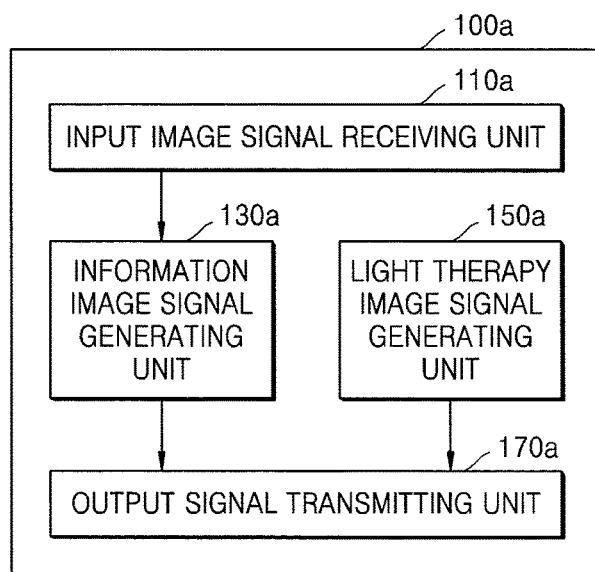 100a
110a
INPUT IMAGE SIGNAL RECEIVING UNIT
130a
150a
INFORMATION
IMAGE SIGNAL
GENERATING
UNIT
LIGHT THERAPY
IMAGE SIGNAL
GENERATING
UNIT
170a
OUTPUT SIGNAL TRANSMITTING UNIT